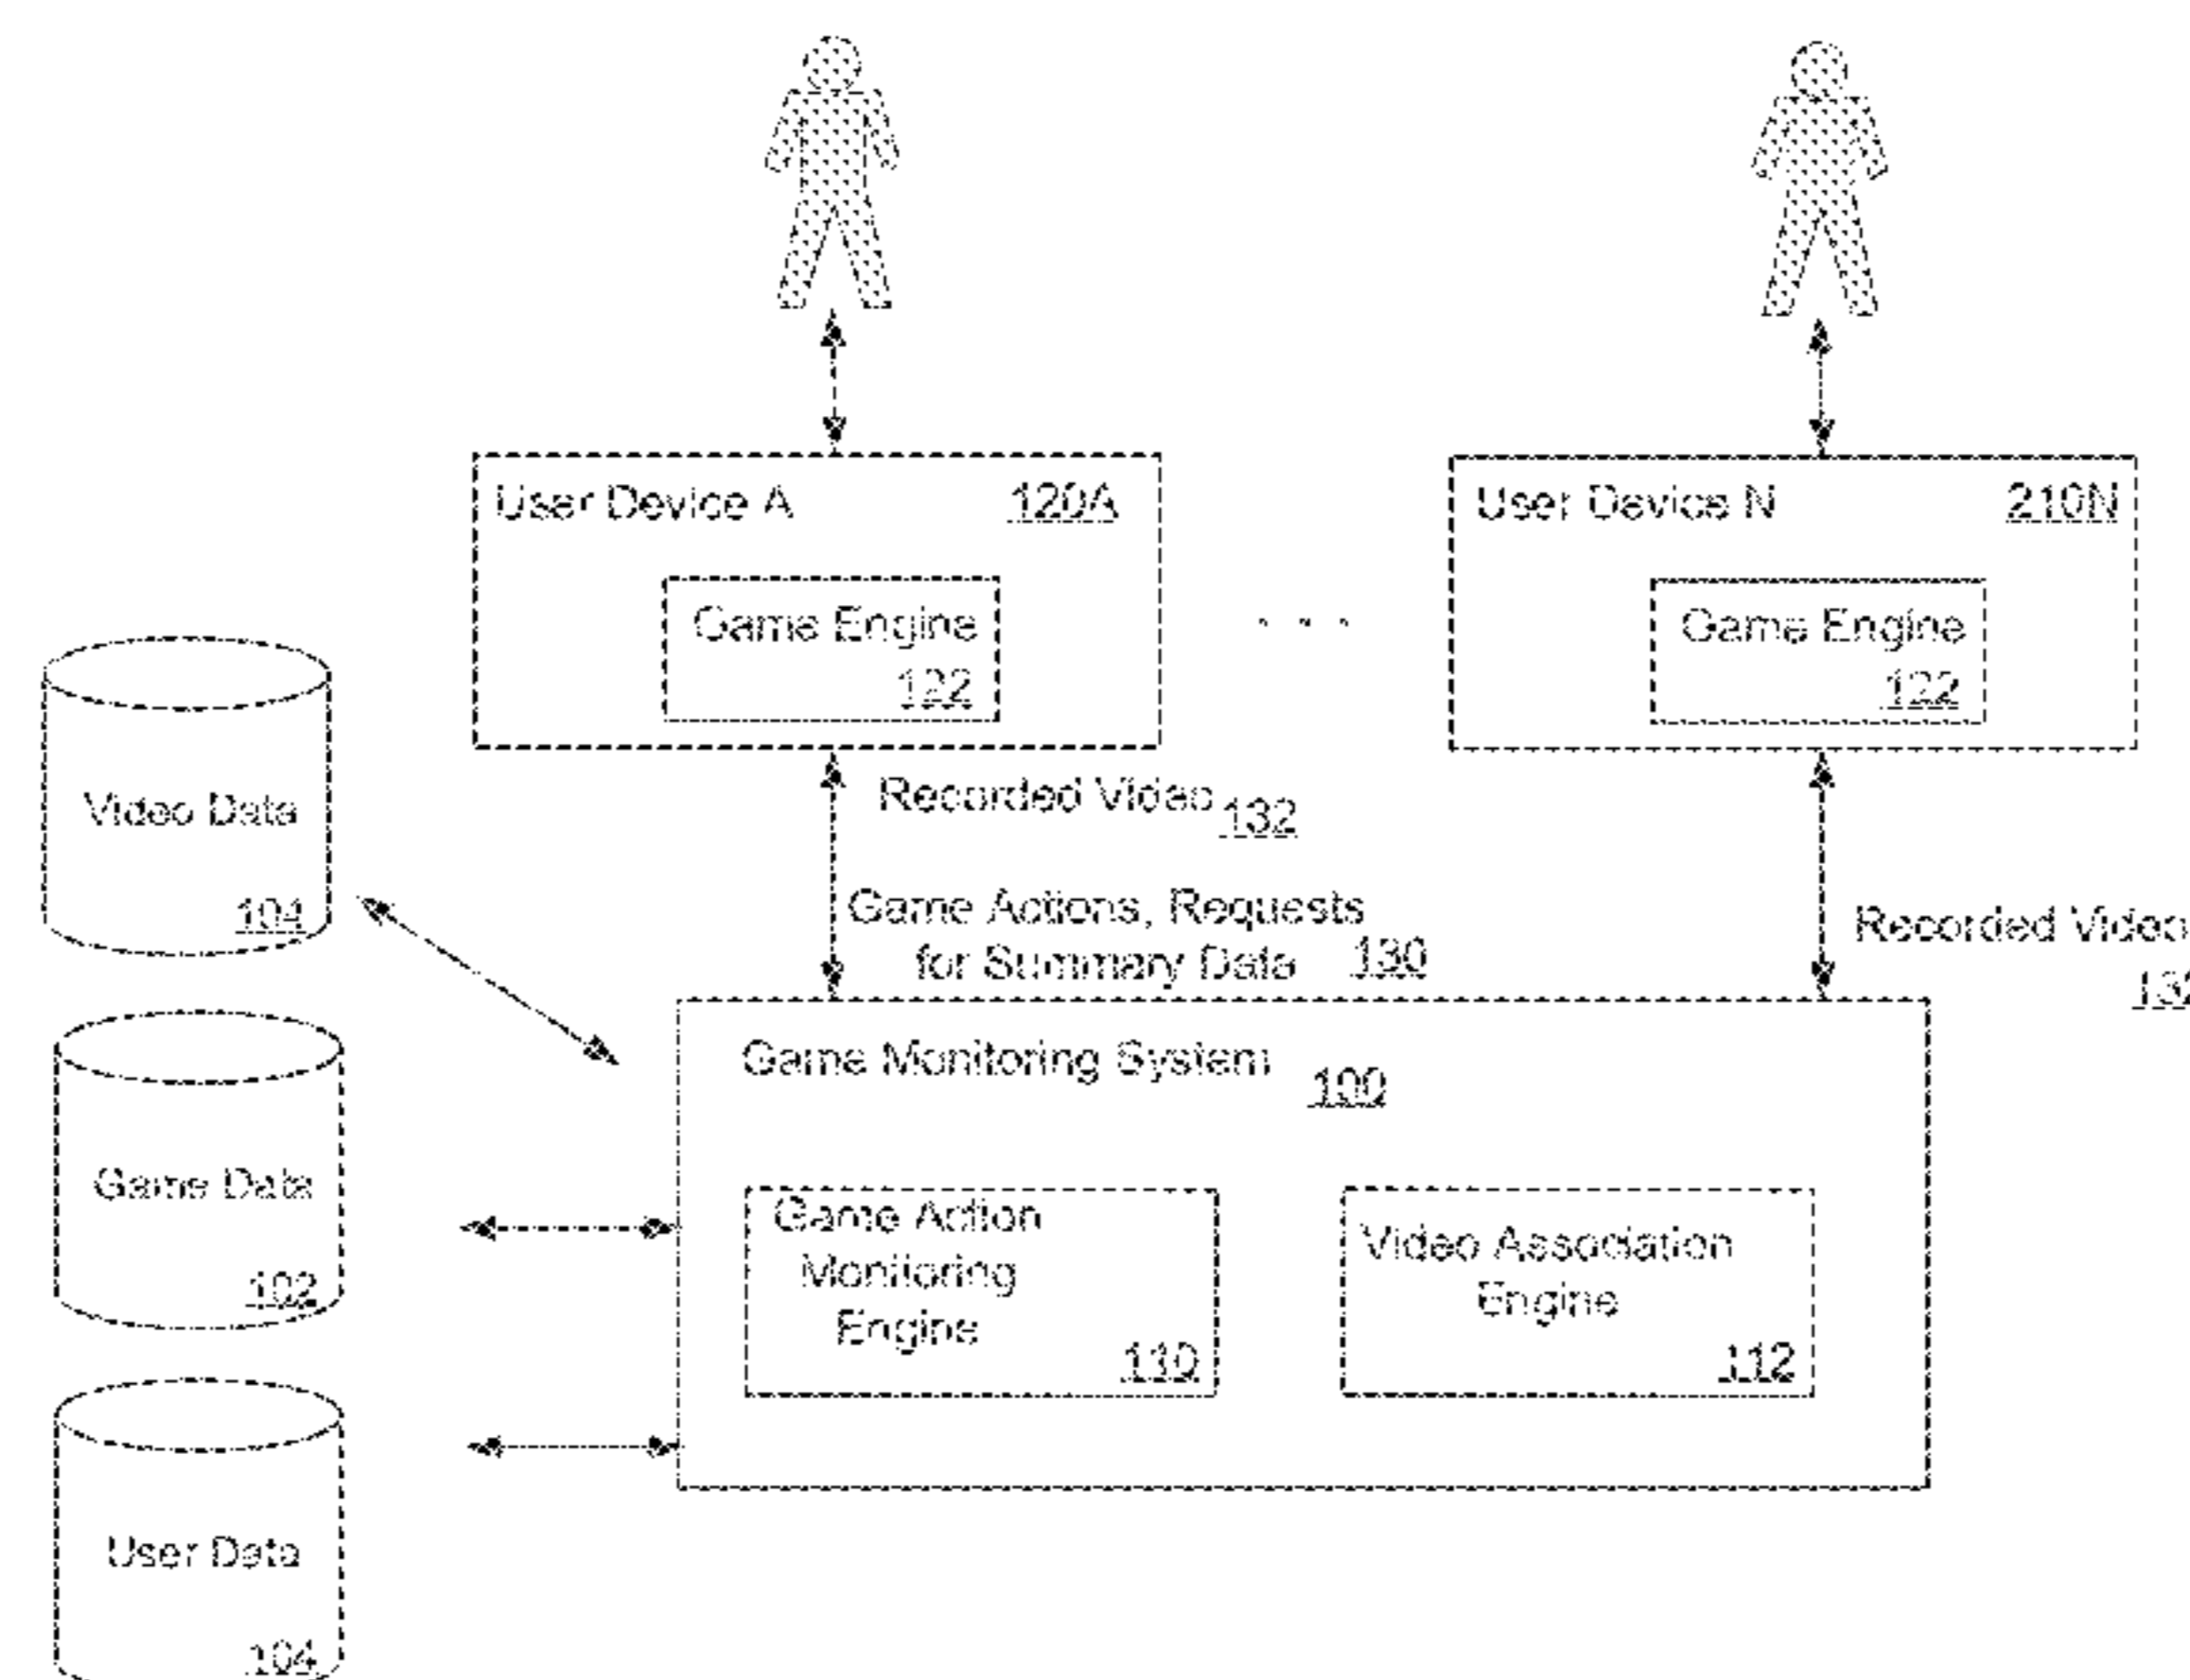 User Device A 120A
Game Engine
122
User Device N 210N
Game Engine
122
Video Data
104
Recorded Video 132
Game Actions, Requests
for Summary Data 130
Recorded Video
132
Game Data
102
User Data
104
Game Monitoring System 100
Game Action
Monitoring
Engine
110
Video Association
Engine
112